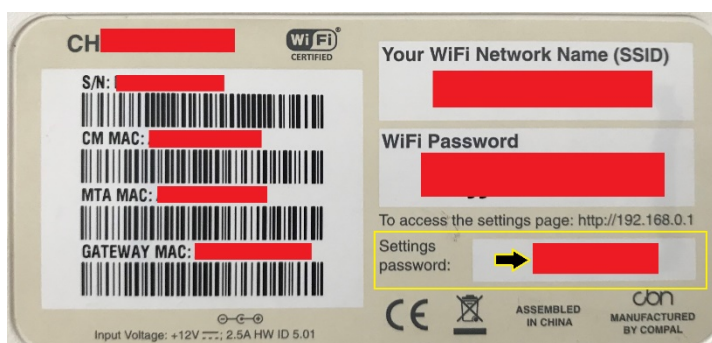 CH
WiFi
CERTIFIED
S/N:
CM MAC:
MTA MAC:
GATEWAY MAC:
Input Voltage: +12V ⎓; 2.5A HW ID 5.01
Your WiFi Network Name (SSID)
WiFi Password
To access the settings page: http://192.168.0.1
Settings
password:
CE
ASSEMBLED
IN CHINA
cbn
MANUFACTURED
BY COMPAL